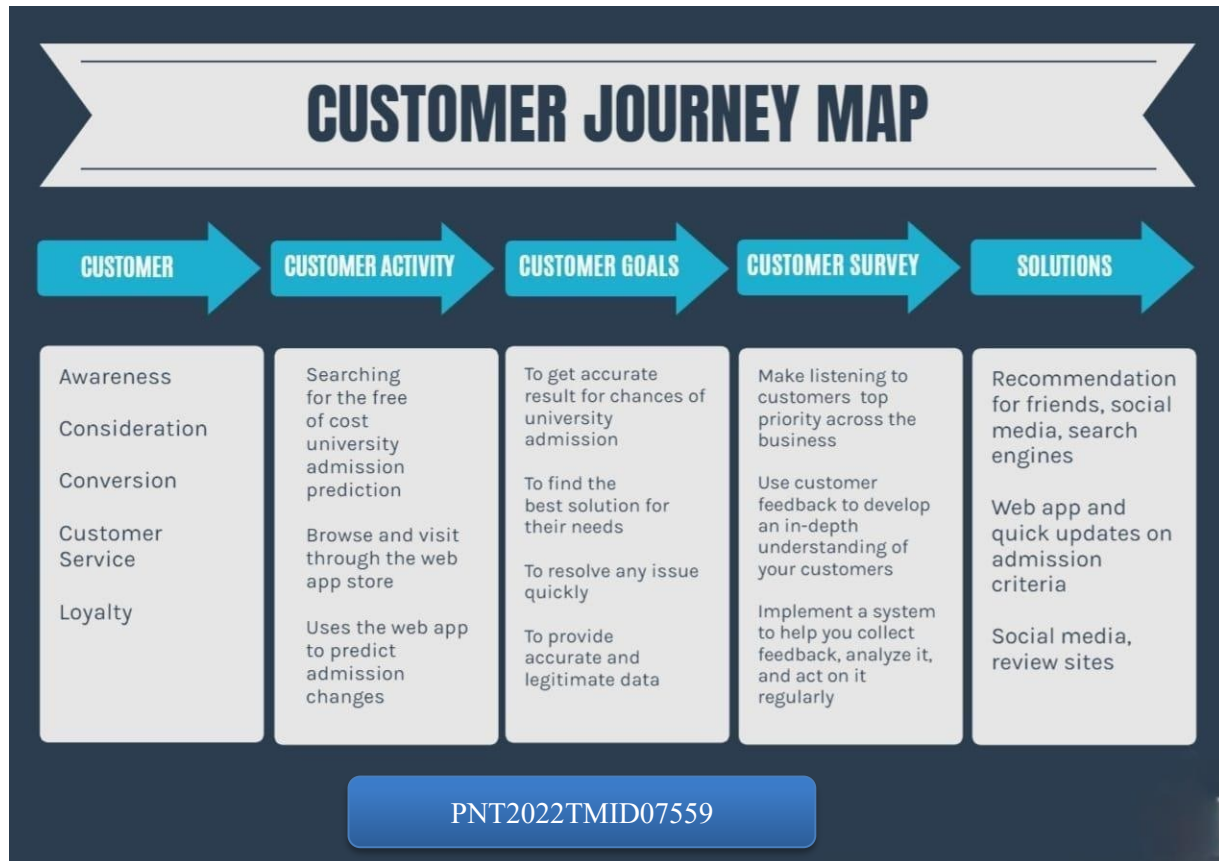 CUSTOMER JOURNEY MAP
CUSTOMER
CUSTOMER ACTIVITY
CUSTOMER GOALS
CUSTOMER SURVEY
SOLUTIONS
Awareness
Consideration
Conversion
Customer
Service
Loyalty
Searching
for the free
of cost
university
admission
prediction
Browse and visit
through the web
app store
Uses the web app
to predict
admission
changes
To get accurate
result for chances of
university
admission
To find the
best solution for
their needs
To resolve any issue
quickly
To provide
accurate and
legitimate data
Make listening to
customers top
priority across the
business
Use customer
feedback to develop
an in-depth
understanding of
your customers
Implement a system
to help you collect
feedback, analyze it,
and act on it
regularly
Recommendation
for friends, social
media, search
engines
Web app and
quick updates on
admission
criteria
Social media,
review sites
PNT2022TMID07559